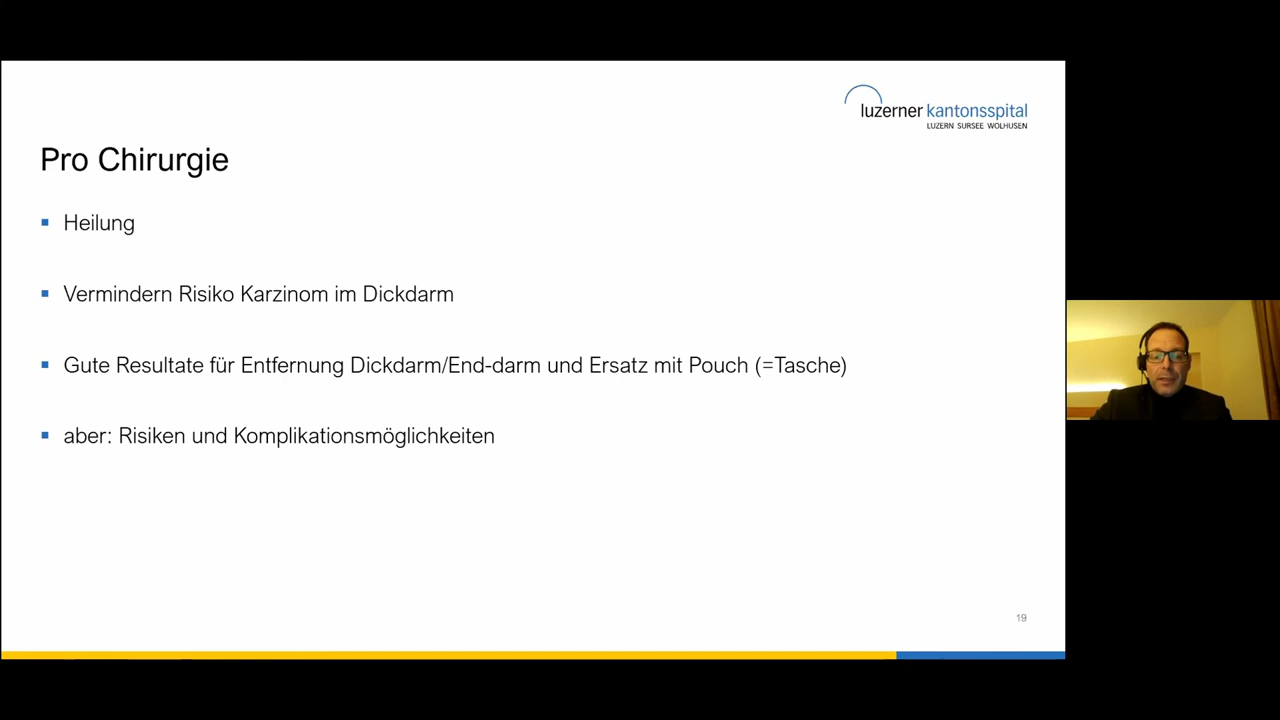 luzerner kantonsspital
LUZERN SURSEE WOLHUSEN
Pro Chirurgie
Heilung
Vermindern Risiko Karzinom im Dickdarm
Gute Resultate für Entfernung Dickdarm/End-darm und Ersatz mit Pouch (=Tasche)
aber: Risiken und Komplikationsmöglichkeiten
19